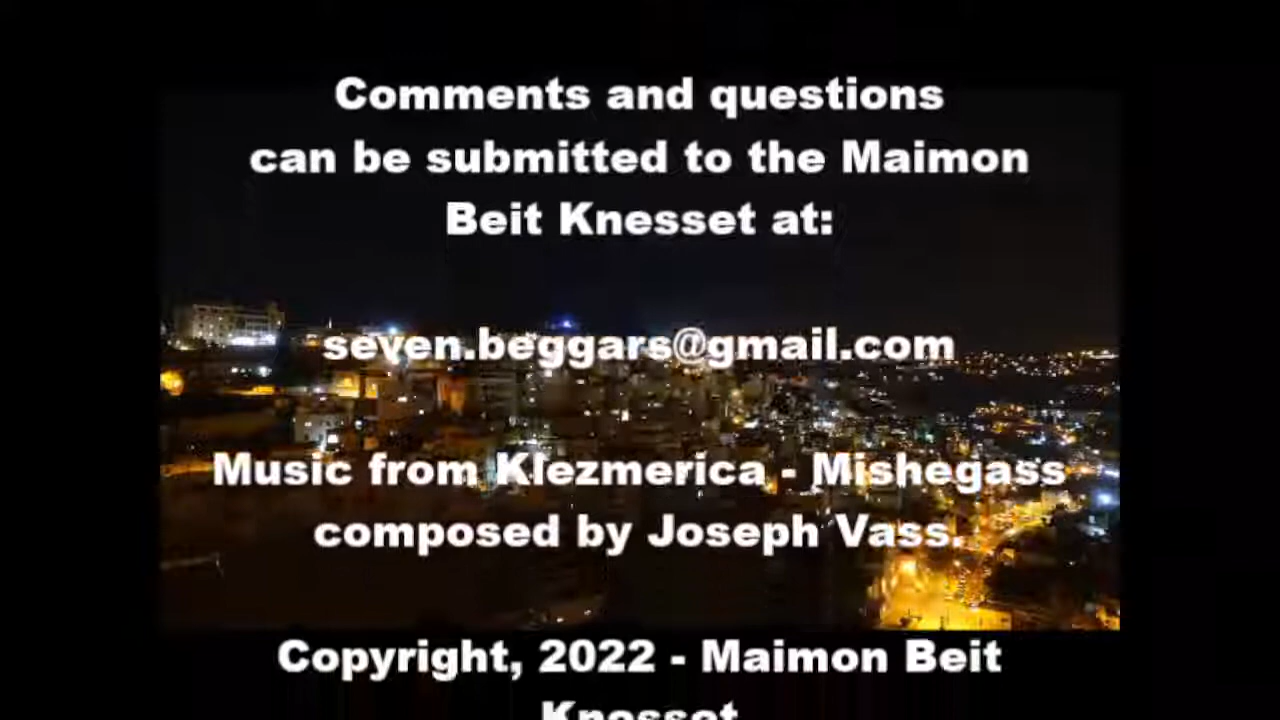 Comments and questions
can be submitted to the Maimon
Beit Knesset at:
seven.beggars@gmail.com
Music from Klezmerica - Mishegass
composed by Joseph Vass.
Copyright, 2022 - Maimon Beit
Knesset